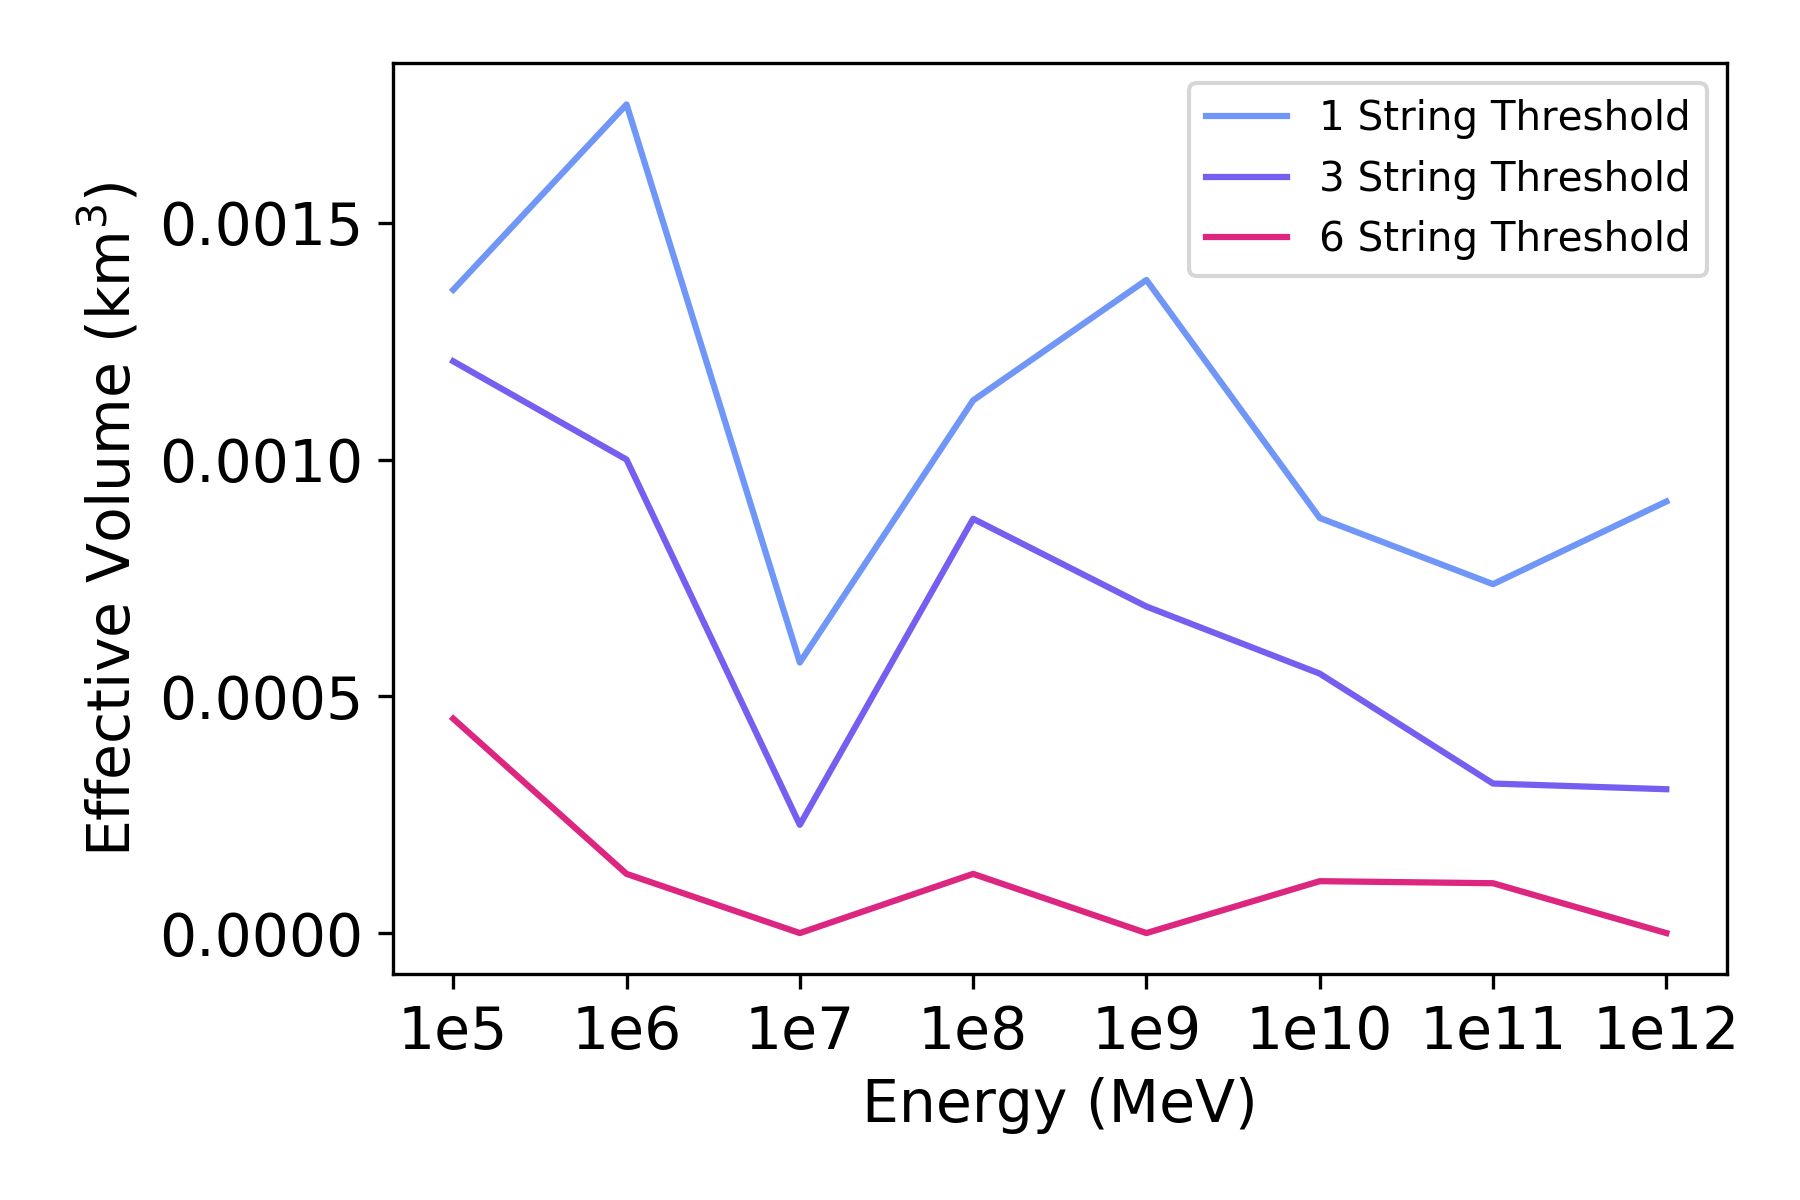 1 String Threshold
3 String Threshold
6 String Threshold
Effective Volume (km³)
0.0015
0.0010
0.0005
0.0000
1e5 1e6 1e7 1e8 1e9 1e10 1e11 1e12
Energy (MeV)